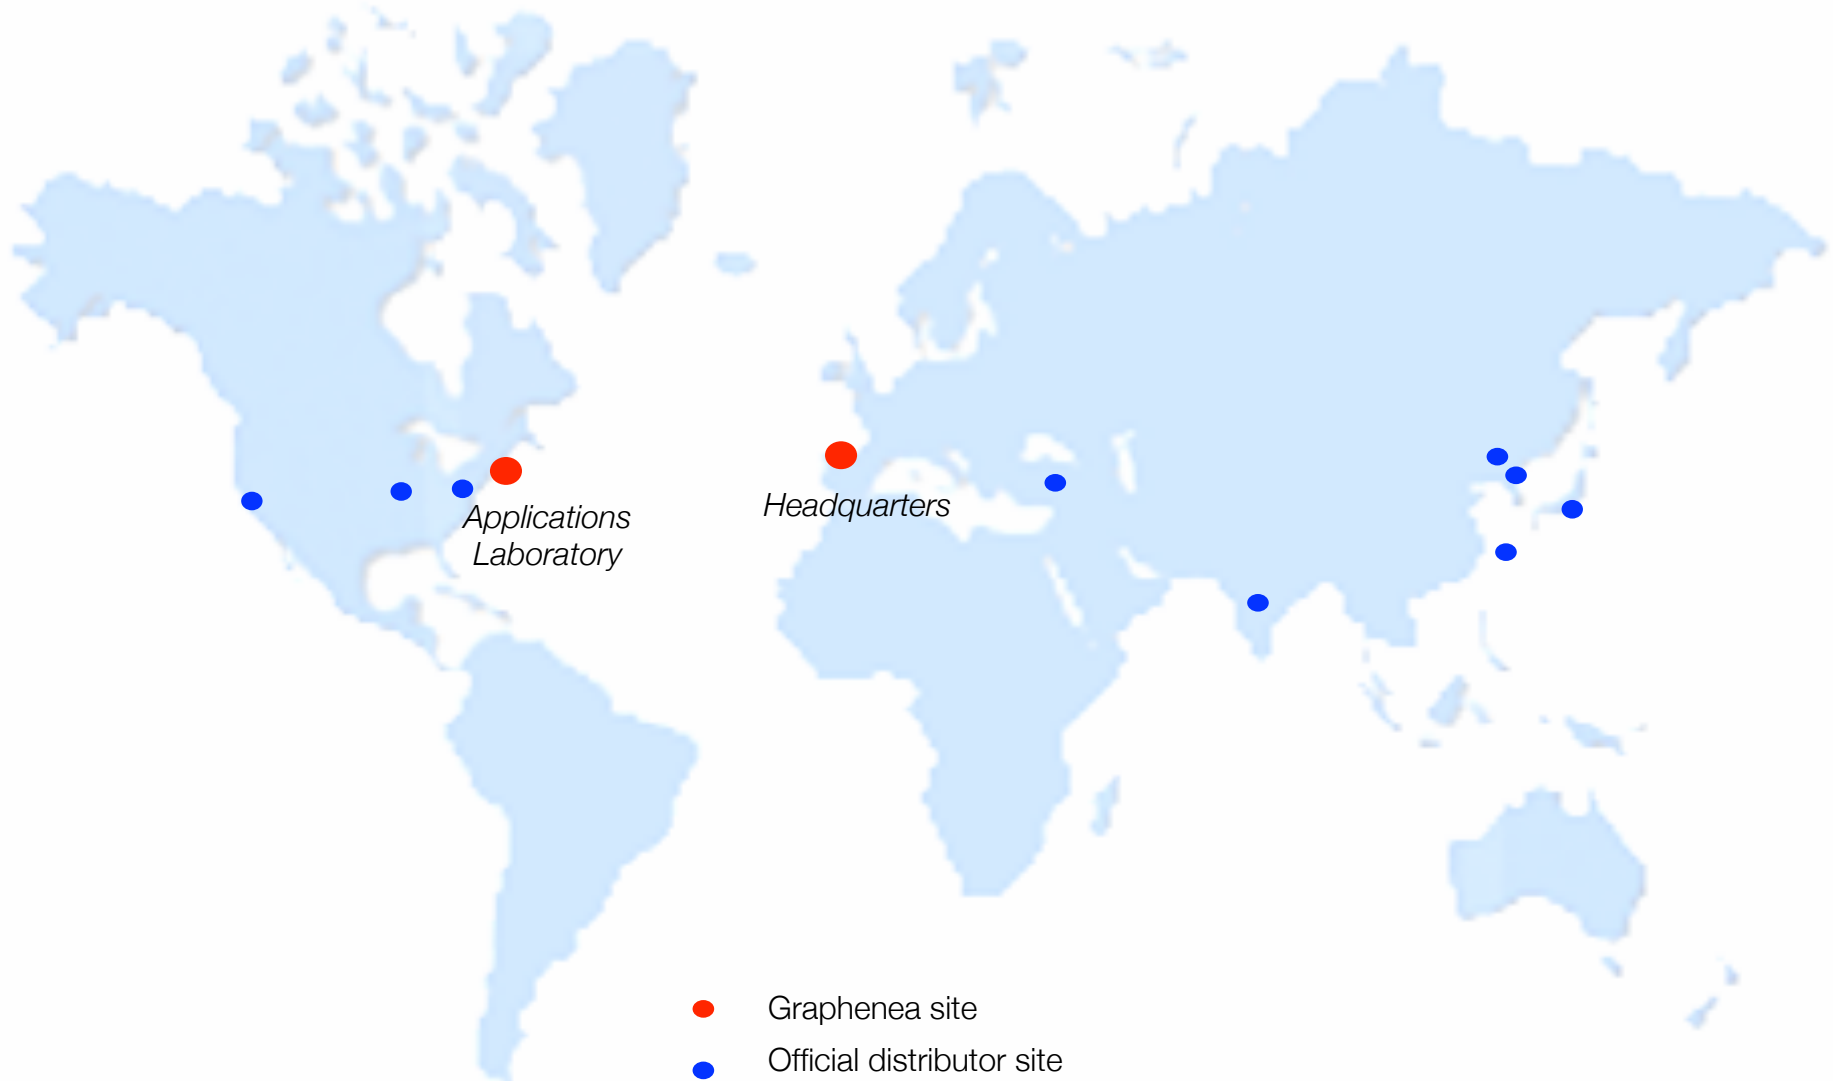 Applications
Laboratory
Headquarters
Graphenea site
Official distributor site